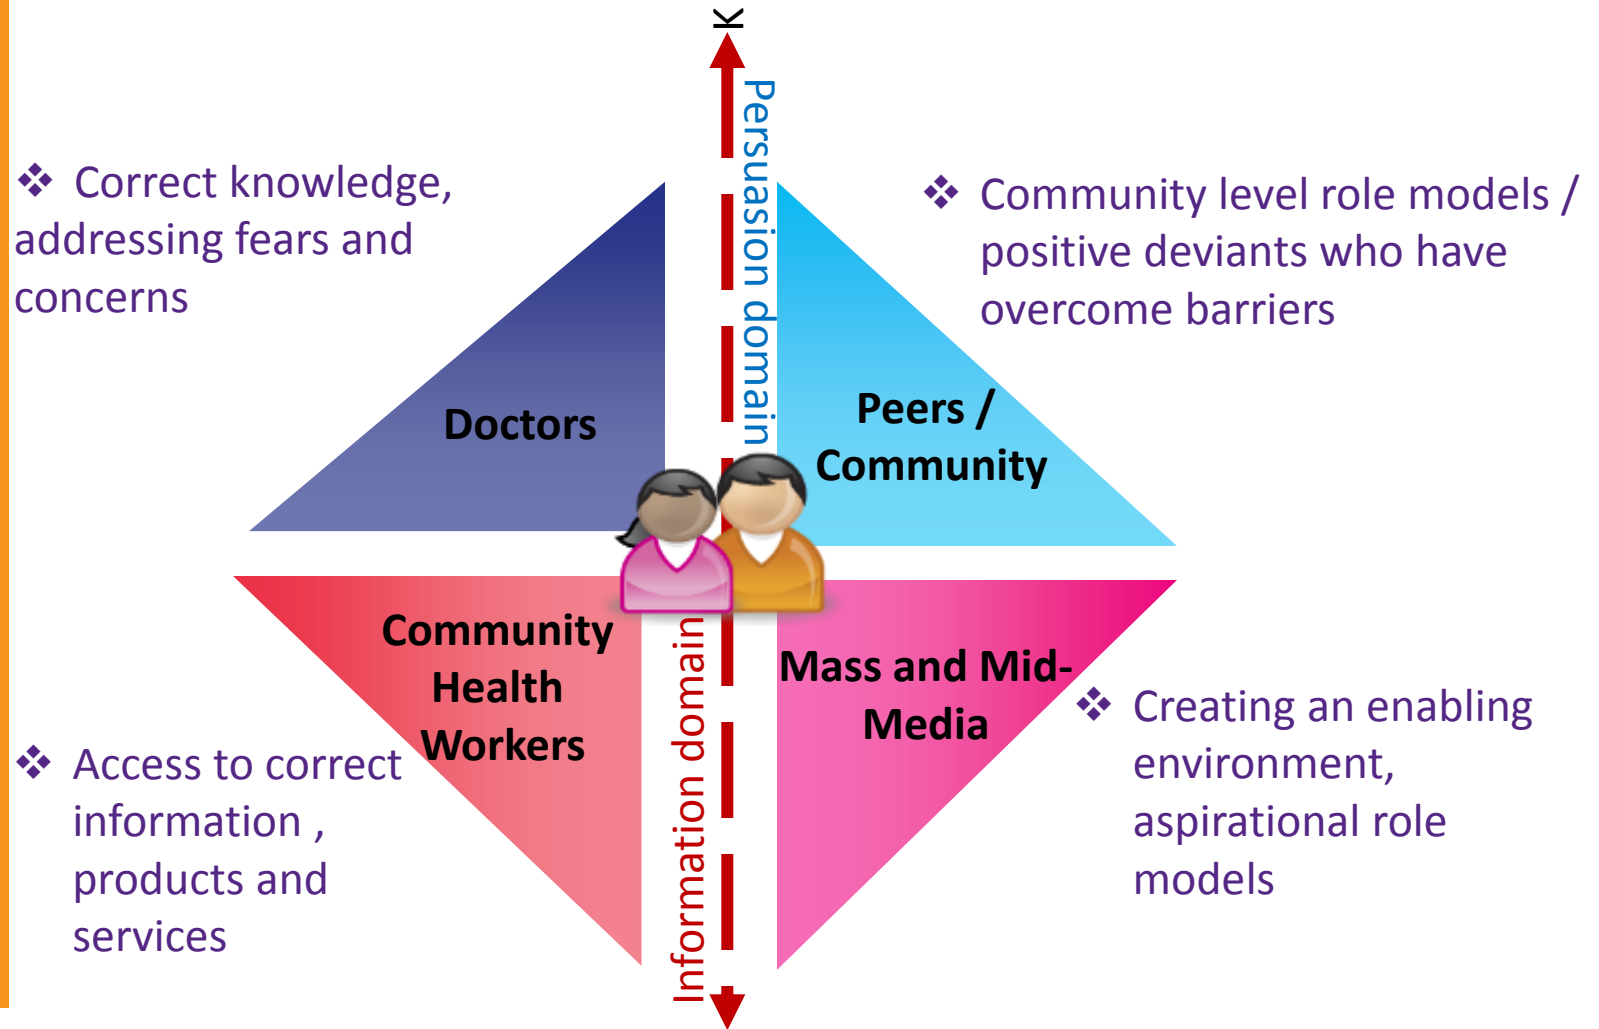 K
Persuasion domain
❖ Correct knowledge,
addressing fears and
concerns
❖ Community level role models /
positive deviants who have
overcome barriers
Doctors
Peers /
Community
Community
Health
Workers
Information domain
Mass and Mid-
Media
❖ Access to correct
information ,
products and
services
❖ Creating an enabling
environment,
aspirational role
models